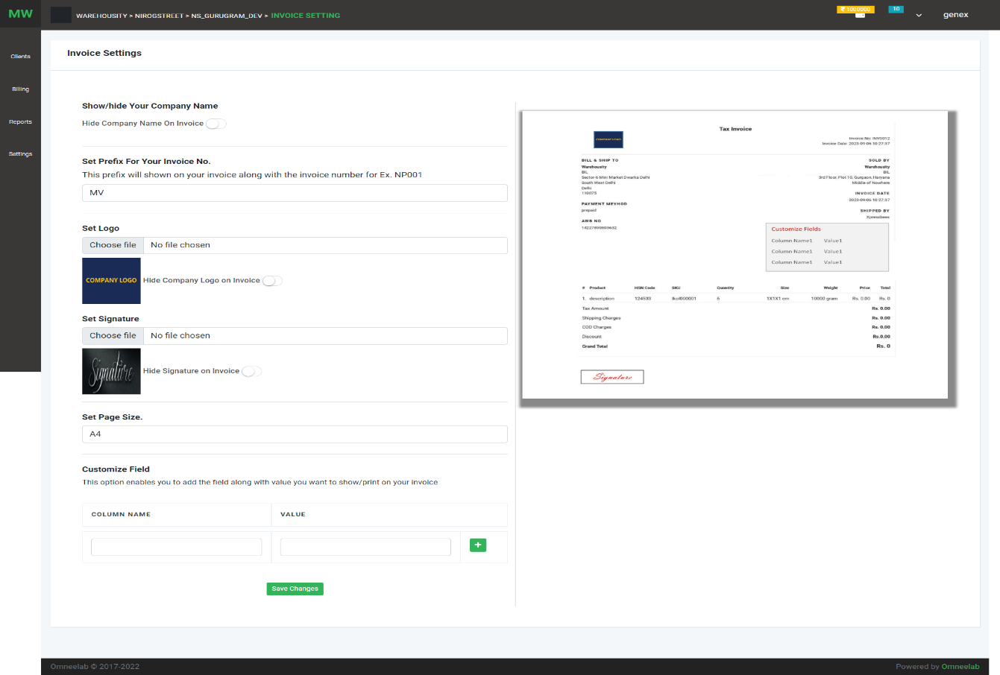 MW
WAREHOUSITY > NIROGSTREET > NS_GURUGRAM_DEV > INVOICE SETTING
₹ 1000000
10
genex
Clients
Billing
Reports
Settings
Invoice Settings
Show/hide Your Company Name
Hide Company Name On Invoice
Set Prefix For Your Invoice No.
This prefix will shown on your invoice along with the invoice number for Ex. NP001
MV
Set Logo
Choose file No file chosen
COMPANY LOGO
Hide Company Logo on Invoice
Set Signature
Choose file No file chosen
Signature
Hide Signature on Invoice
Set Page Size.
A4
Customize Field
This option enables you to add the field along with value you want to show/print on your invoice
COLUMN NAME VALUE
+
Save Changes
Tax Invoice
COMPANY LOGO
Invoice No: INV0012
Invoice Date: 2023-09-06 10:27:37
BILL & SHIP TO
Warehousity
BIL
Sector-6 Mini Market Dwarka Delhi
South West Delhi
Delhi
110075
PAYMENT MEYHOD
prepaid
AWB NO
14227890803632
SOLD BY
Warehousity
BIL
3rd Floor, Plot 10, Gurgaon, Haryana
Middle of Nowhere
INVOICE DATE
2023-09-06 10:27:37
SHIPPED BY
Xpressbees
Customize Fields
Column Name1 Value1
Column Name1 Value1
Column Name1 Value1
# Product HSN Code SKU Quantity Size Weight Price Total
1. description 124533 lkol000001 6 1X1X1 cm 10000 gram Rs. 0.00 Rs. 0
Tax Amount Rs. 0.00
Shipping Charges Rs. 0.00
COD Charges Rs. 0.00
Discount Rs.0.00
Grand Total Rs. 0
Signature
Omneelab © 2017-2022
Powered by Omneelab